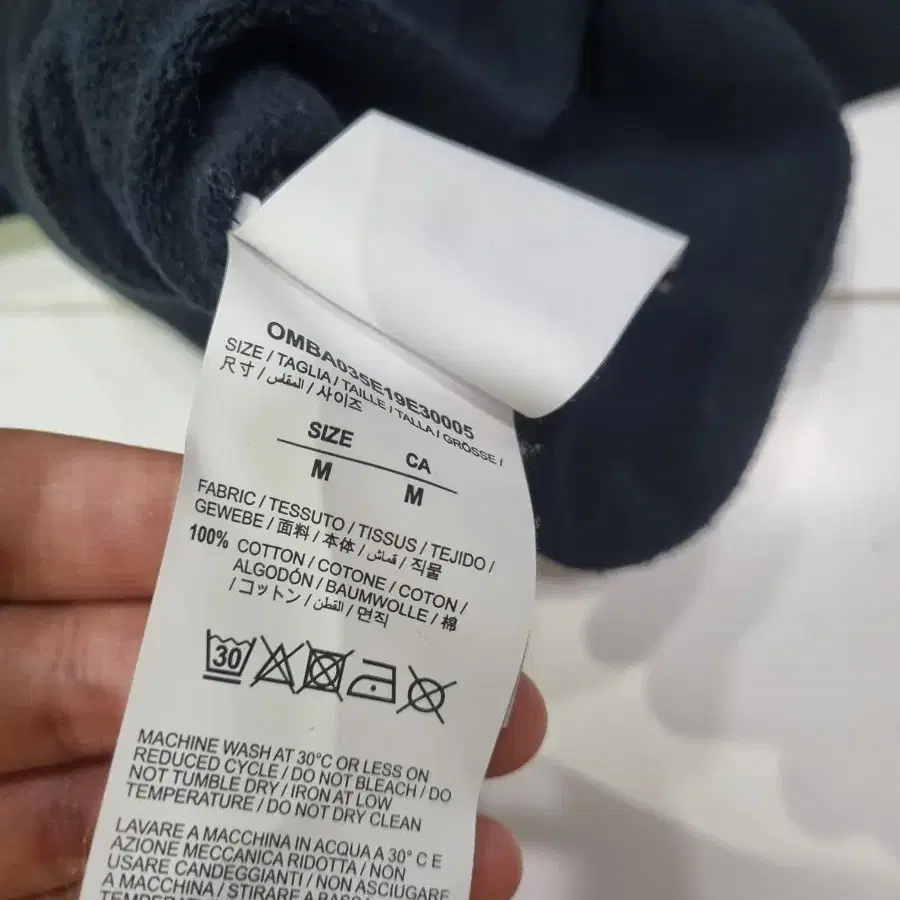 OMBA035E19E30005
SIZE / TAGLIA / TAILLE / TALLA / GRÖSSE /
尺寸 / المقاس / 사이즈
SIZE CA
M M
FABRIC / TESSUTO / TISSUS / TEJIDO /
GEWEBE / 面料 / 本体 / قماش / 직물
100% COTTON / COTONE / COTON /
ALGODÓN / BAUMWOLLE / 棉
/ コットン / القطن / 면직
30
MACHINE WASH AT 30°C OR LESS ON
REDUCED CYCLE / DO NOT BLEACH / DO
NOT TUMBLE DRY / IRON AT LOW
TEMPERATURE / DO NOT DRY CLEAN
LAVARE A MACCHINA IN ACQUA A 30° C E
AZIONE MECCANICA RIDOTTA / NON
USARE CANDEGGIANTI / NON ASCIUGARE
A MACCHINA / STIRARE A